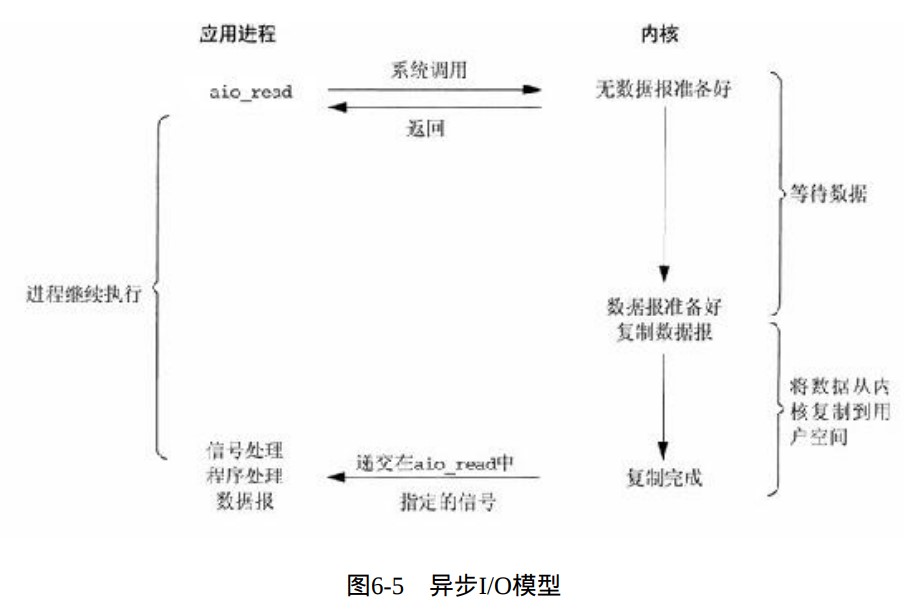 应用进程
内核
系统调用
aio_read
无数据报准备好
返回
等待数据
进程继续执行
数据报准备好
复制数据报
将数据从内
核复制到用
户空间
信号处理
程序处理
数据报
递交在aio_read中
指定的信号
复制完成
图6-5 异步I/O模型